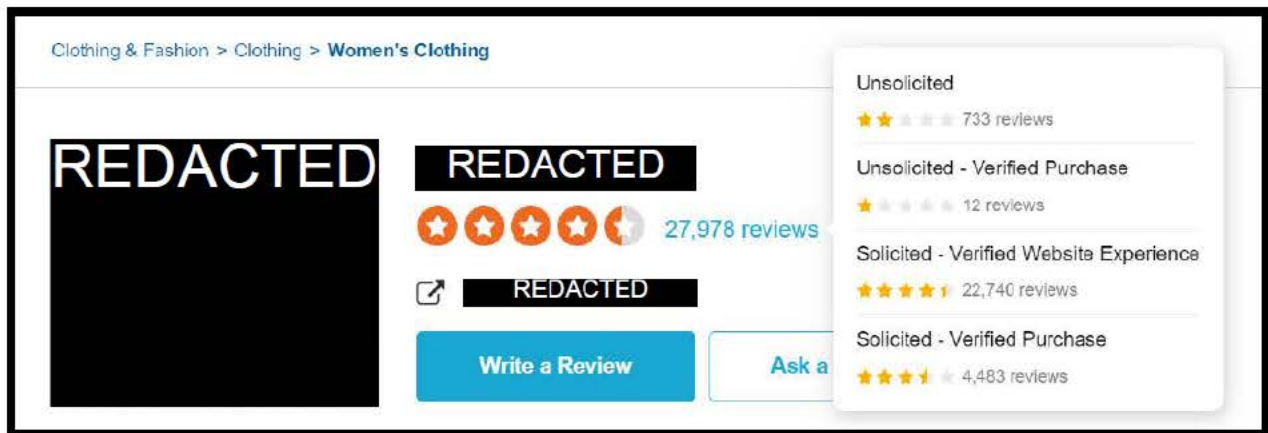 Clothing & Fashion > Clothing > Women's Clothing
REDACTED
REDACTED
27,978 reviews
REDACTED
Write a Review
Ask a
Unsolicited
733 reviews
Unsolicited - Verified Purchase
12 reviews
Solicited - Verified Website Experience
22,740 reviews
Solicited - Verified Purchase
4,483 reviews